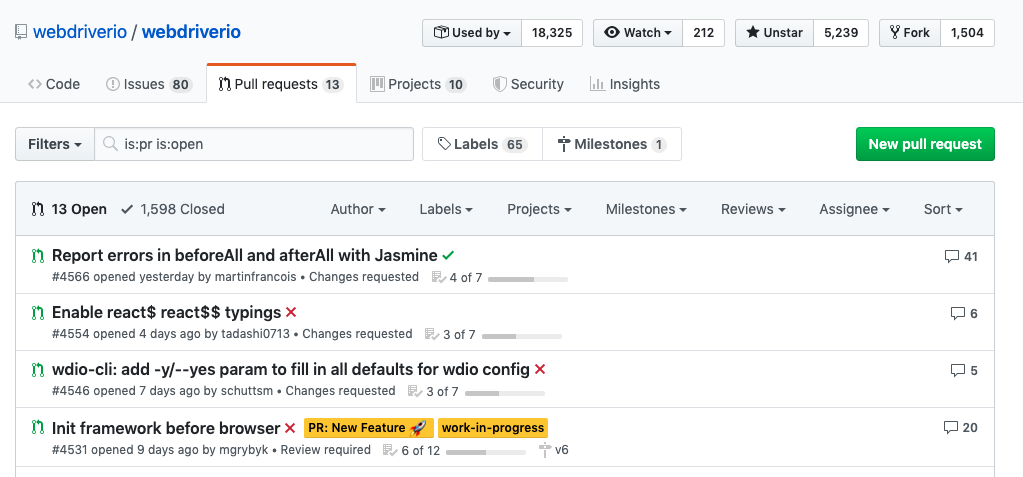 webdriverio / webdriverio Used by 18,325 Watch 212 Unstar 5,239 Fork 1,504
Code Issues 80 Pull requests 13 Projects 10 Security Insights
Filters is:pr is:open Labels 65 Milestones 1 New pull request
13 Open 1,598 Closed Author Labels Projects Milestones Reviews Assignee Sort
Report errors in beforeAll and afterAll with Jasmine 41
#4566 opened yesterday by martinfrancois • Changes requested 4 of 7
Enable react$ react$$ typings 6
#4554 opened 4 days ago by tadashi0713 • Changes requested 3 of 7
wdio-cli: add -y/--yes param to fill in all defaults for wdio config 5
#4546 opened 7 days ago by schuttsm • Changes requested 3 of 7
Init framework before browser PR: New Feature 🚀 work-in-progress 20
#4531 opened 9 days ago by mgrybyk • Review required 6 of 12 v6